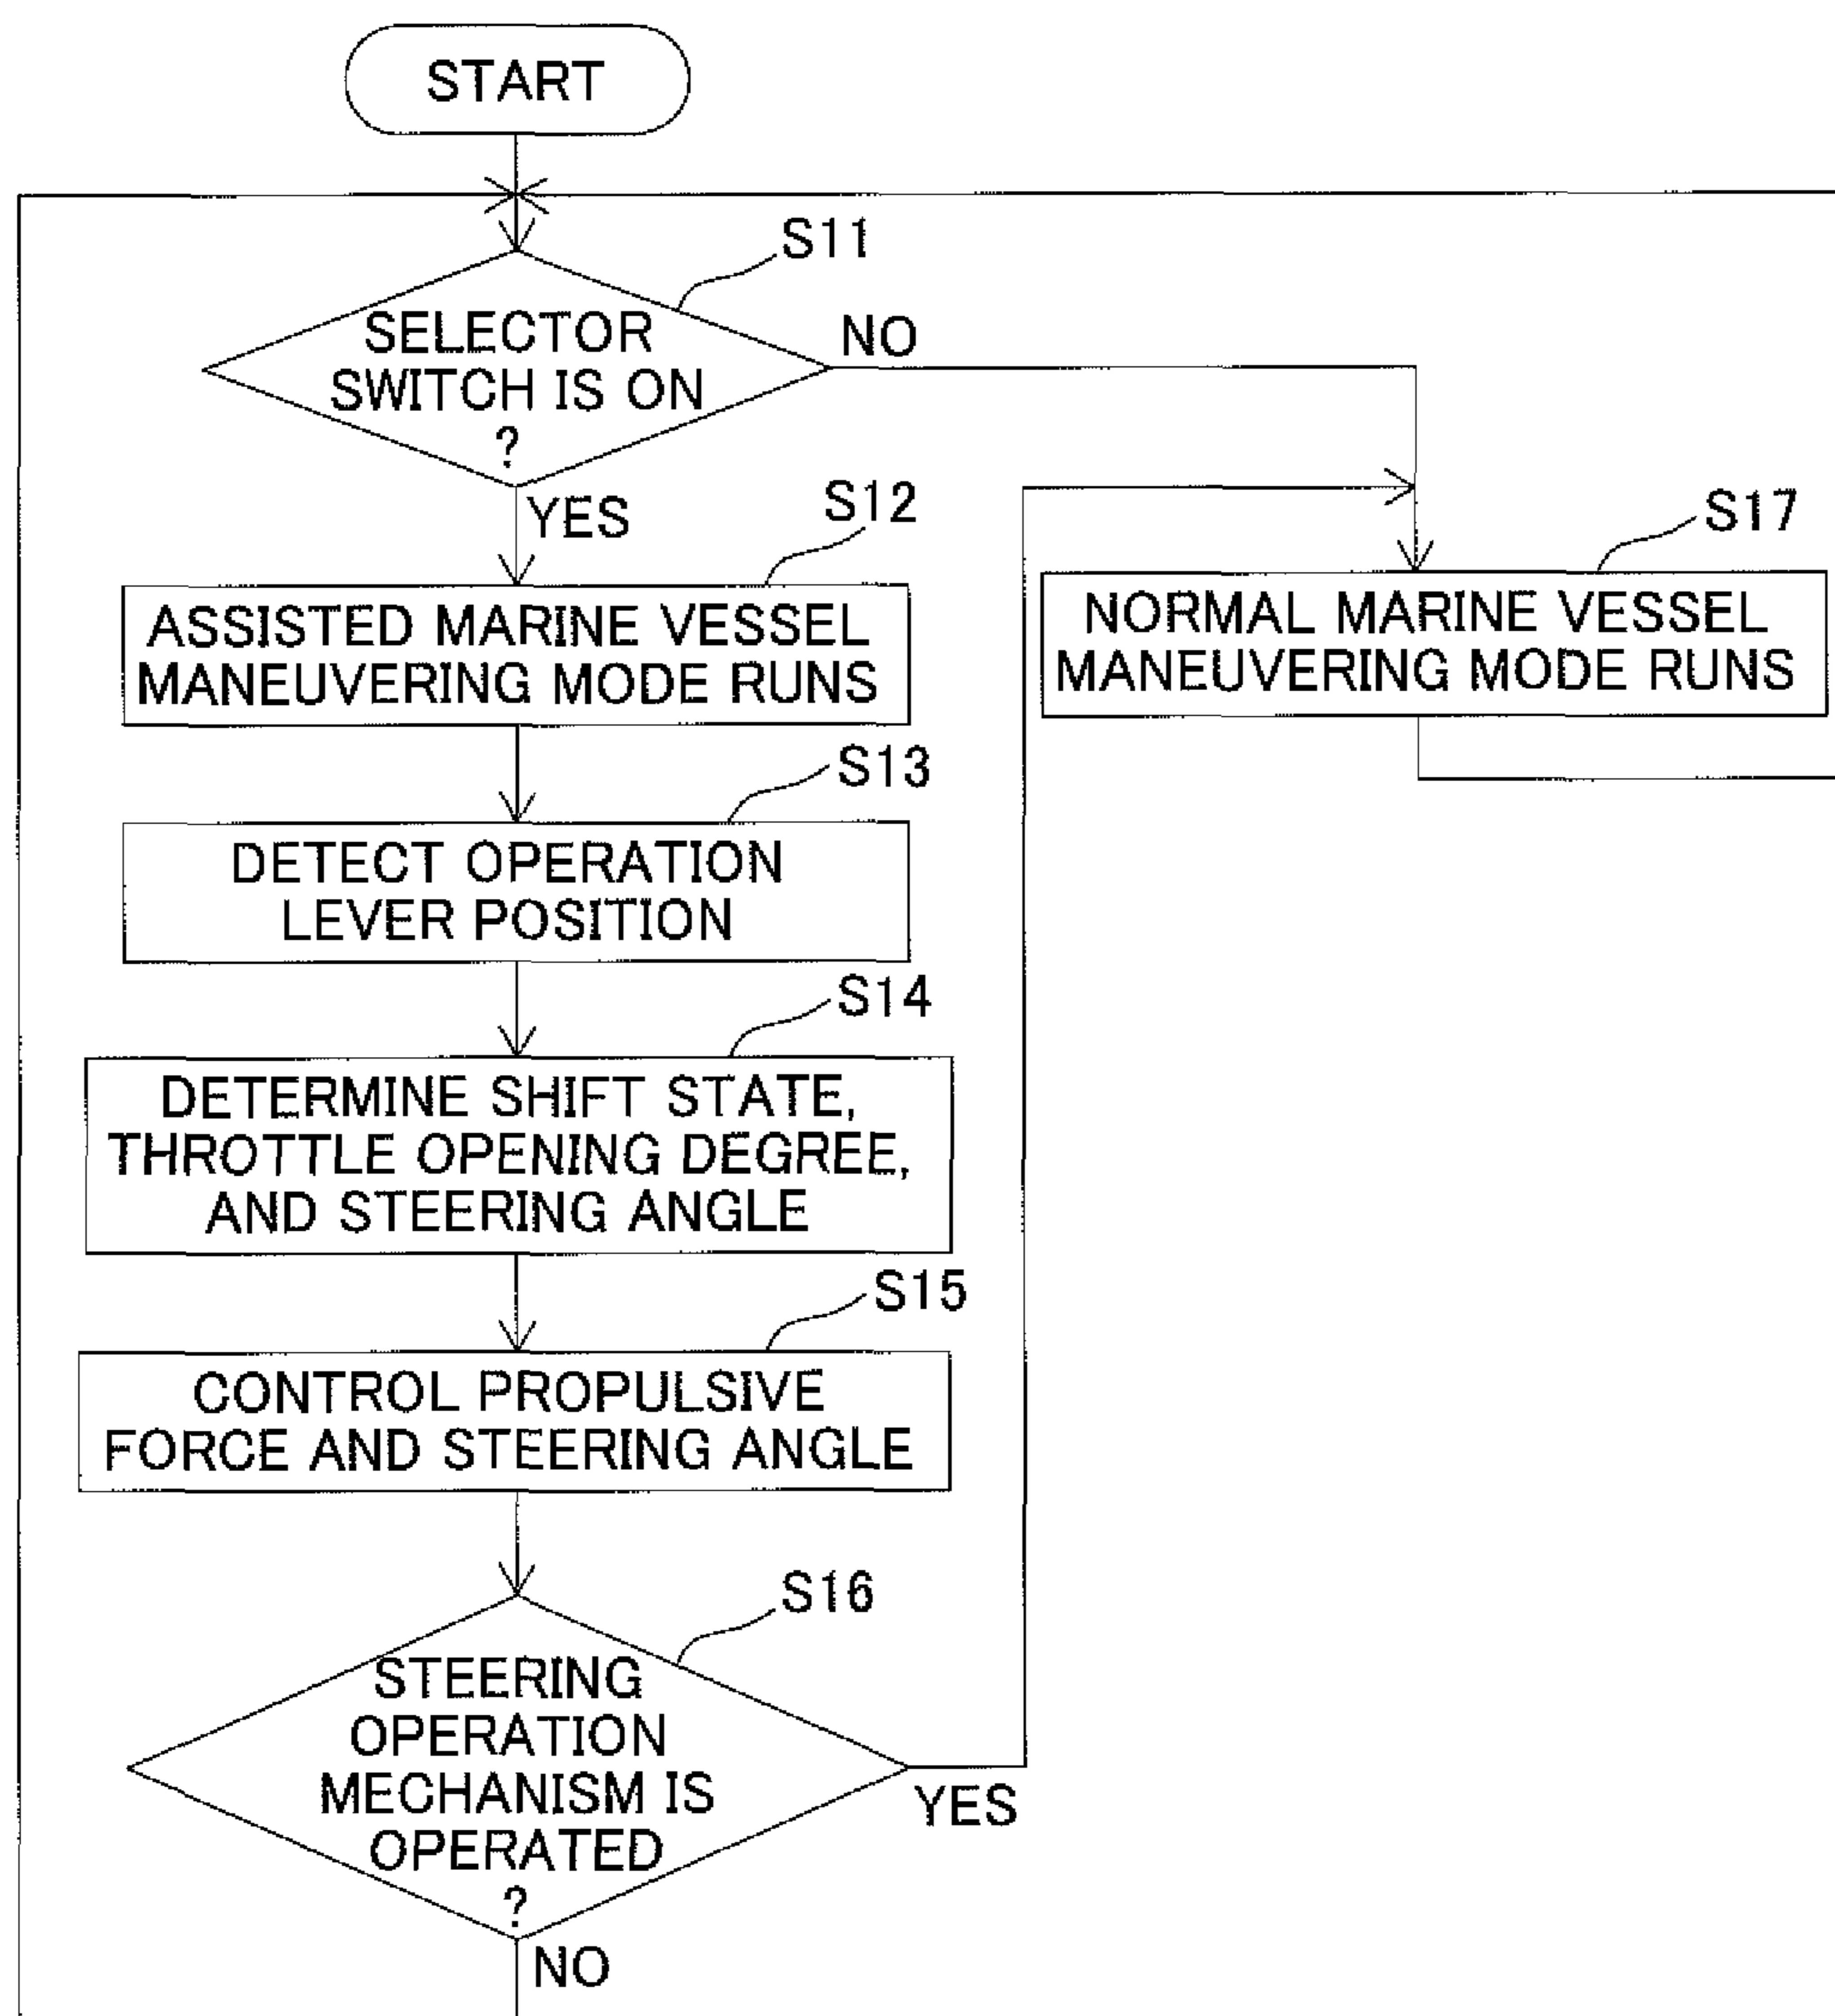 START
S11
SELECTOR
SWITCH IS ON
?
NO
YES
S12
ASSISTED MARINE VESSEL
MANEUVERING MODE RUNS
S17
NORMAL MARINE VESSEL
MANEUVERING MODE RUNS
S13
DETECT OPERATION
LEVER POSITION
S14
DETERMINE SHIFT STATE,
THROTTLE OPENING DEGREE,
AND STEERING ANGLE
S15
CONTROL PROPULSIVE
FORCE AND STEERING ANGLE
S16
STEERING
OPERATION
MECHANISM IS
OPERATED
?
YES
NO